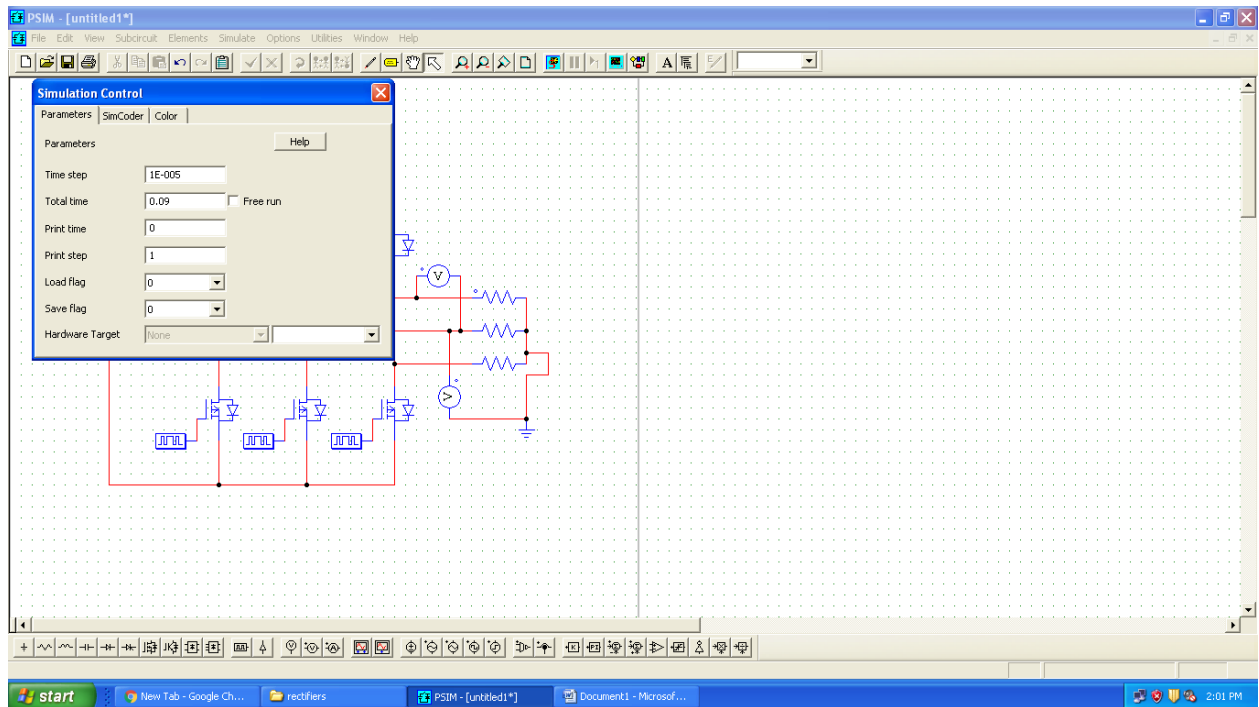 PSIM - [untitled1*]
File Edit View Subcircuit Elements Simulate Options Utilities Window Help
Simulation Control
Parameters SimCoder Color
Parameters Help
Time step 1E-005
Total time 0.09 Free run
Print time 0
Print step 1
Load flag 0
Save flag 0
Hardware Target None
V
V
start New Tab - Google Ch... rectifiers PSIM - [untitled1*] Document1 - Microsof... 2:01 PM